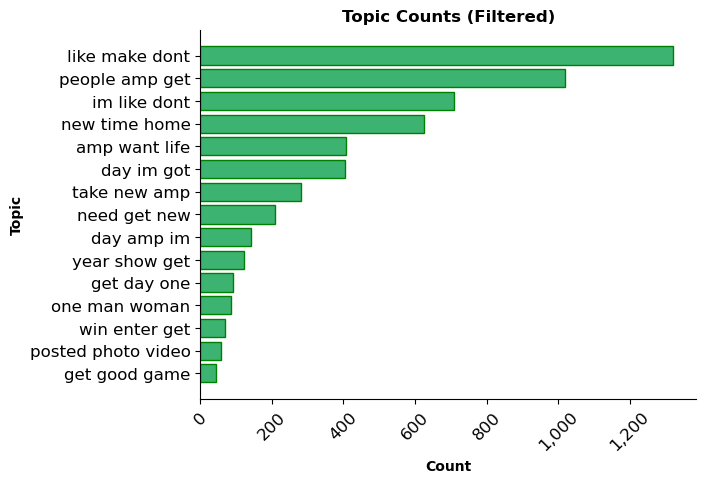 Topic Counts (Filtered)
like make dont
people amp get
im like dont
new time home
amp want life
day im got
take new amp
need get new
day amp im
year show get
get day one
one man woman
win enter get
posted photo video
get good game
Topic
0
200
400
600
800
1,000
1,200
Count